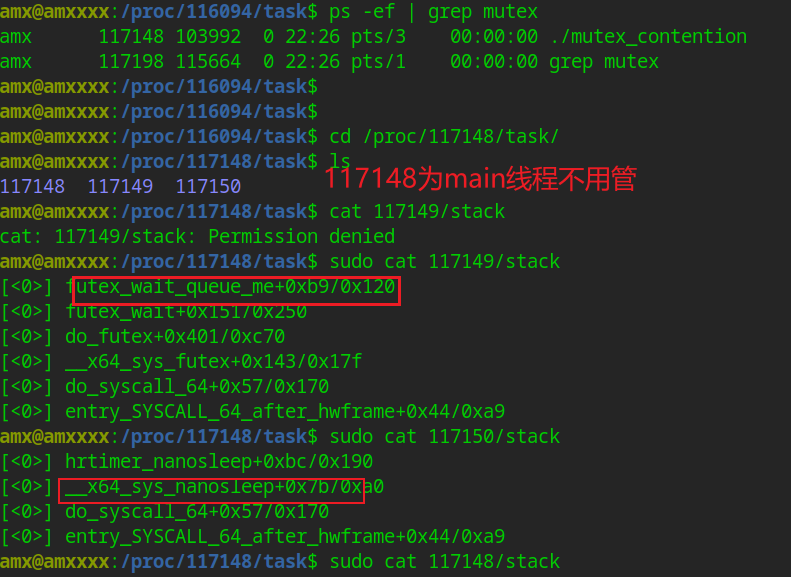 amx@amxxxx:/proc/116094/task$ ps -ef | grep mutex
amx      117148 103992  0 22:26 pts/3    00:00:00 ./mutex_contention
amx      117198 115664  0 22:26 pts/1    00:00:00 grep mutex
amx@amxxxx:/proc/116094/task$
amx@amxxxx:/proc/116094/task$
amx@amxxxx:/proc/116094/task$ cd /proc/117148/task/
amx@amxxxx:/proc/117148/task$ ls
117148  117149  117150
117148为main线程不用管
amx@amxxxx:/proc/117148/task$ cat 117149/stack
cat: 117149/stack: Permission denied
amx@amxxxx:/proc/117148/task$ sudo cat 117149/stack
[<0>] futex_wait_queue_me+0xb9/0x120
[<0>] futex_wait+0x151/0x250
[<0>] do_futex+0x401/0xc70
[<0>] __x64_sys_futex+0x143/0x17f
[<0>] do_syscall_64+0x57/0x170
[<0>] entry_SYSCALL_64_after_hwframe+0x44/0xa9
amx@amxxxx:/proc/117148/task$ sudo cat 117150/stack
[<0>] hrtimer_nanosleep+0xbc/0x190
[<0>] __x64_sys_nanosleep+0x7b/0xa0
[<0>] do_syscall_64+0x57/0x170
[<0>] entry_SYSCALL_64_after_hwframe+0x44/0xa9
amx@amxxxx:/proc/117148/task$ sudo cat 117148/stack